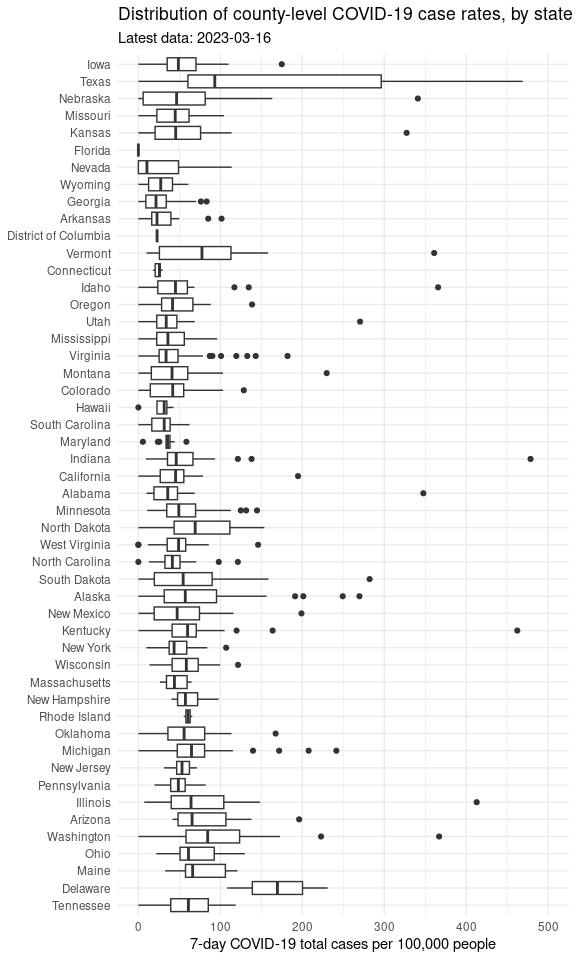 Distribution of county-level COVID-19 case rates, by state
Latest data: 2023-03-16
Iowa
Texas
Nebraska
Missouri
Kansas
Florida
Nevada
Wyoming
Georgia
Arkansas
District of Columbia
Vermont
Connecticut
Idaho
Oregon
Utah
Mississippi
Virginia
Montana
Colorado
Hawaii
South Carolina
Maryland
Indiana
California
Alabama
Minnesota
North Dakota
West Virginia
North Carolina
South Dakota
Alaska
New Mexico
Kentucky
New York
Wisconsin
Massachusetts
New Hampshire
Rhode Island
Oklahoma
Michigan
New Jersey
Pennsylvania
Illinois
Arizona
Washington
Ohio
Maine
Delaware
Tennessee
0 100 200 300 400 500
7-day COVID-19 total cases per 100,000 people